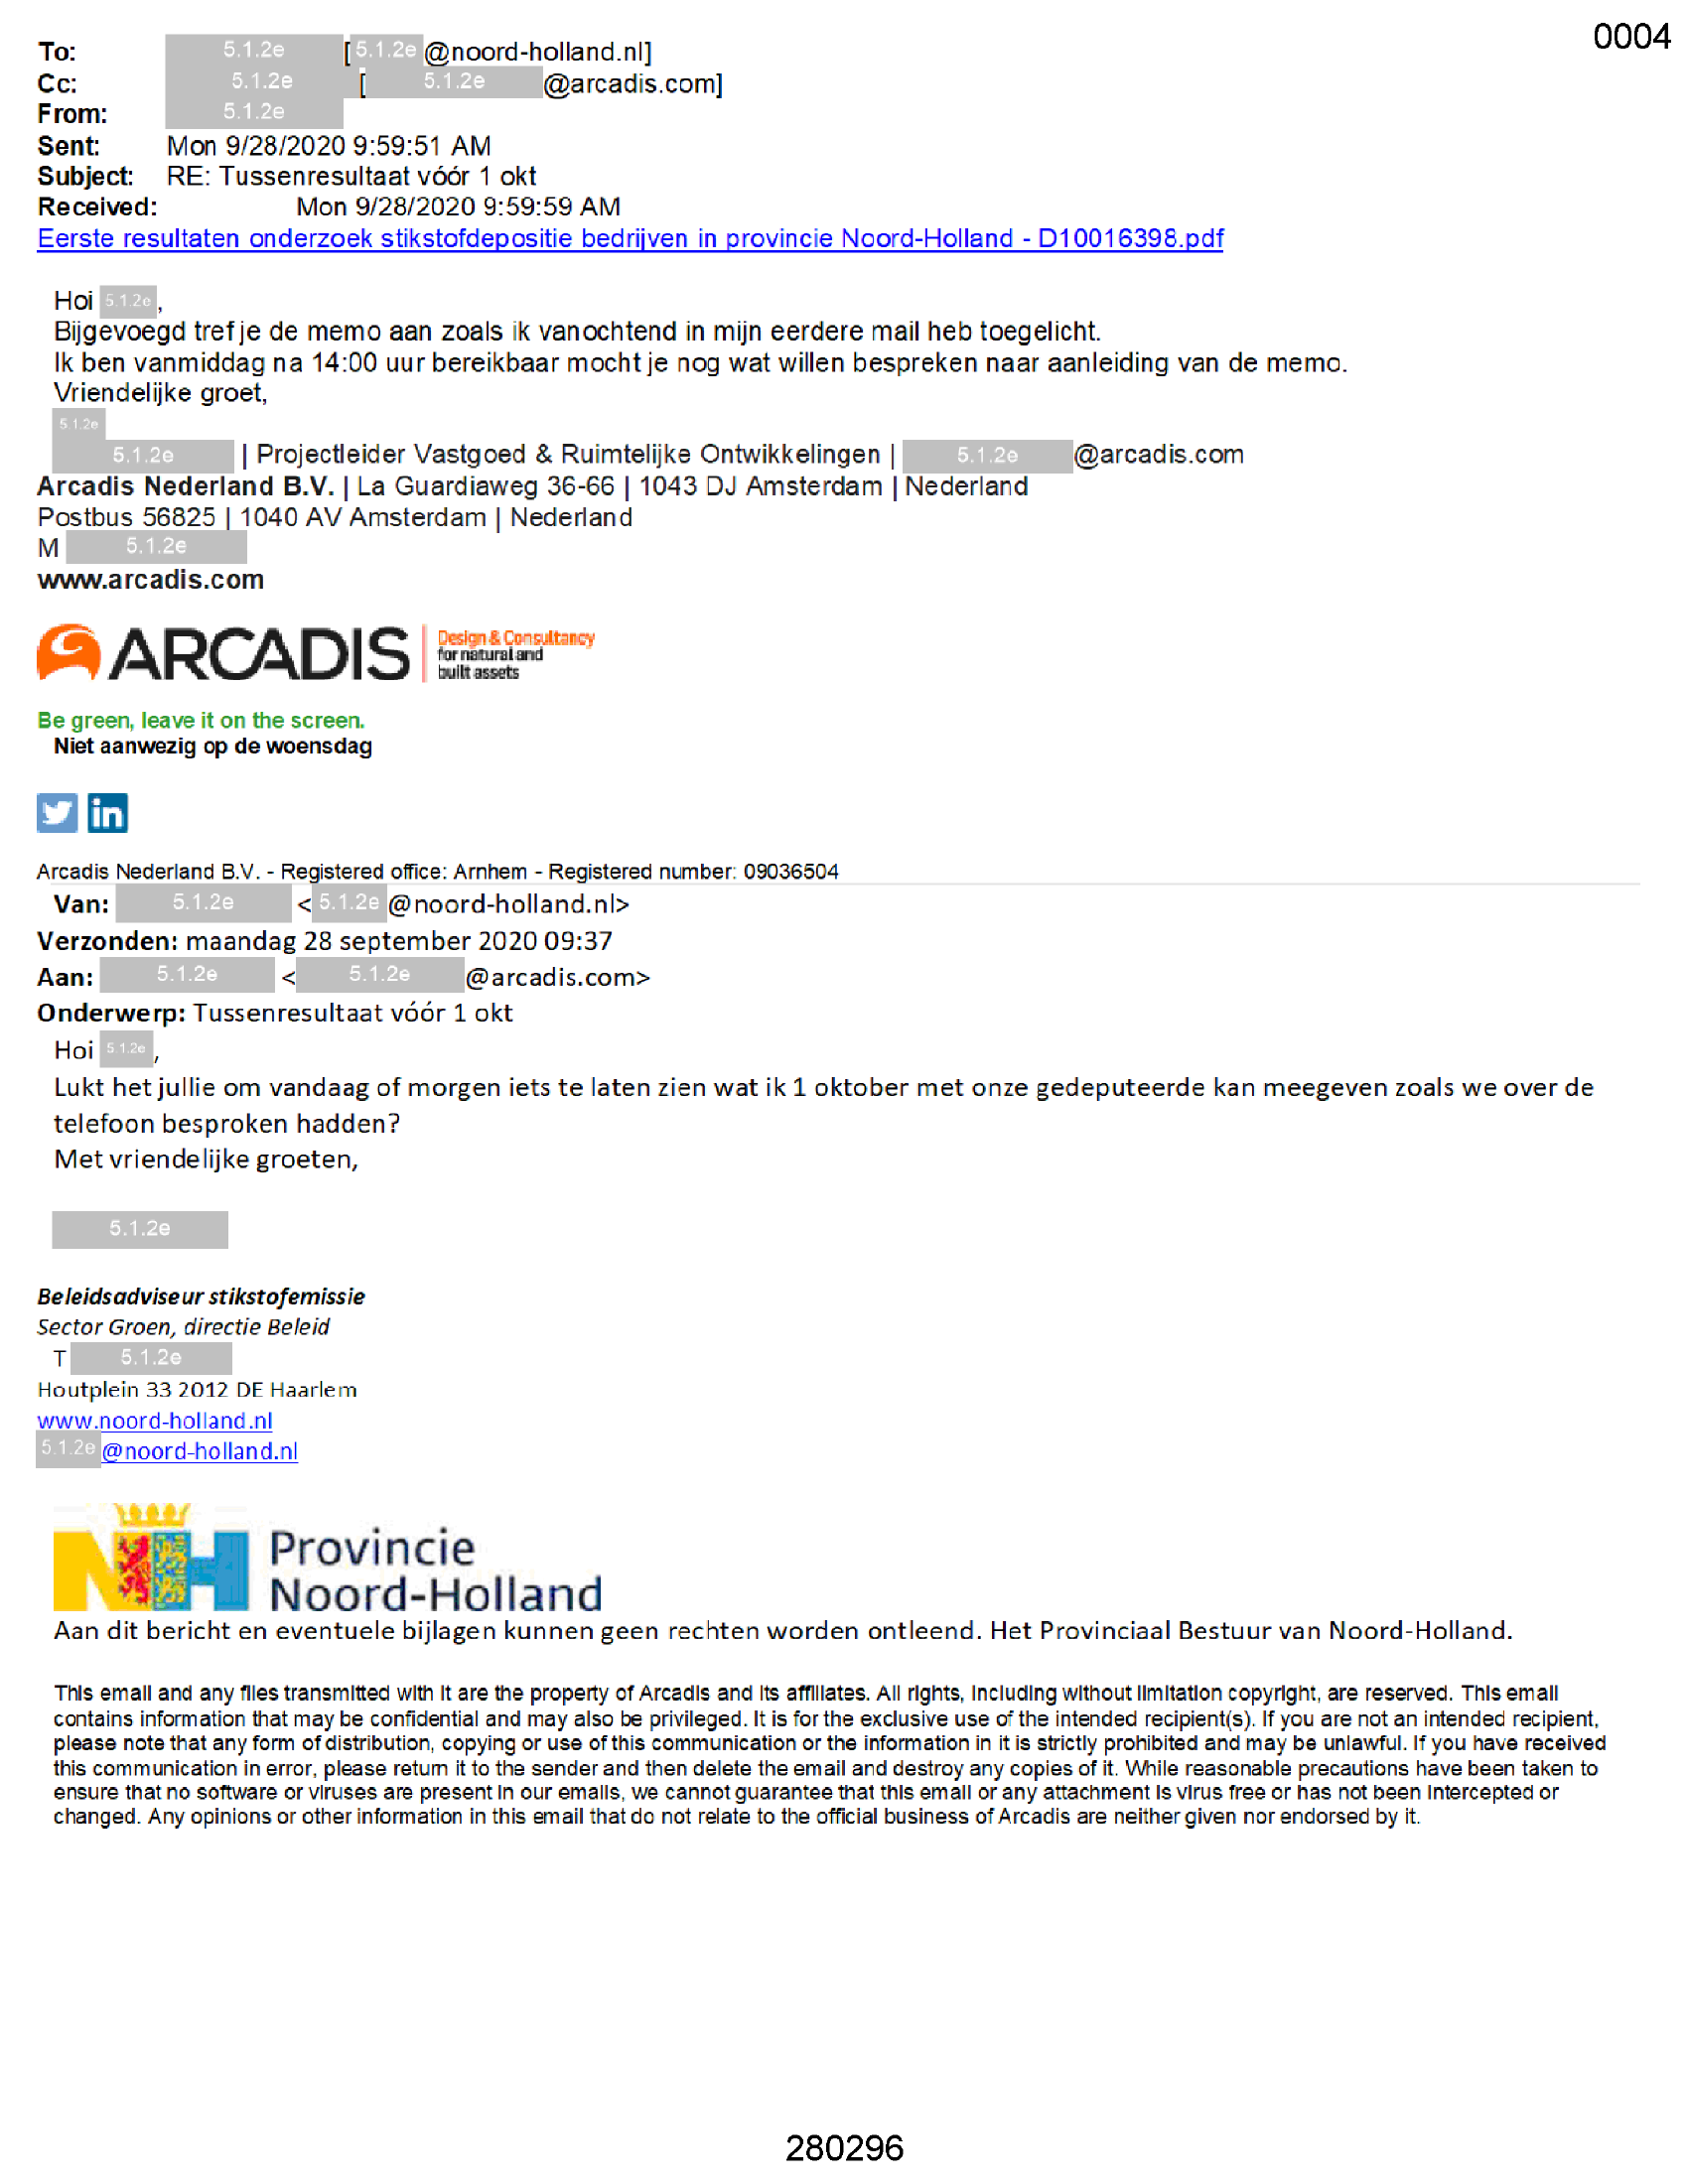 0004
To: 5.1.2e [ 5.1.2e @noord-holland.nl]
Cc: 5.1.2e [ 5.1.2e @arcadis.com]
From: 5.1.2e
Sent: Mon 9/28/2020 9:59:51 AM
Subject: RE: Tussenresultaat vóór 1 okt
Received: Mon 9/28/2020 9:59:59 AM
Eerste resultaten onderzoek stikstofdepositie bedrijven in provincie Noord-Holland - D10016398.pdf
Hoi 5.1.2e,
Bijgevoegd tref je de memo aan zoals ik vanochtend in mijn eerdere mail heb toegelicht.
Ik ben vanmiddag na 14:00 uur bereikbaar mocht je nog wat willen bespreken naar aanleiding van de memo.
Vriendelijke groet,
5.1.2e
5.1.2e | Projectleider Vastgoed & Ruimtelijke Ontwikkelingen | 5.1.2e @arcadis.com
Arcadis Nederland B.V. | La Guardiaweg 36-66 | 1043 DJ Amsterdam | Nederland
Postbus 56825 | 1040 AV Amsterdam | Nederland
M 5.1.2e
www.arcadis.com
ARCADIS
Design & Consultancy
for natural and
built assets
Be green, leave it on the screen.
Niet aanwezig op de woensdag
in
Arcadis Nederland B.V. - Registered office: Arnhem - Registered number: 09036504
Van: 5.1.2e < 5.1.2e @noord-holland.nl>
Verzonden: maandag 28 september 2020 09:37
Aan: 5.1.2e < 5.1.2e @arcadis.com>
Onderwerp: Tussenresultaat vóór 1 okt
Hoi 5.1.2e,
Lukt het jullie om vandaag of morgen iets te laten zien wat ik 1 oktober met onze gedeputeerde kan meegeven zoals we over de
telefoon besproken hadden?
Met vriendelijke groeten,
5.1.2e
Beleidsadviseur stikstofemissie
Sector Groen, directie Beleid
T 5.1.2e
Houtplein 33 2012 DE Haarlem
www.noord-holland.nl
5.1.2e @noord-holland.nl
NH Provincie
Noord-Holland
Aan dit bericht en eventuele bijlagen kunnen geen rechten worden ontleend. Het Provinciaal Bestuur van Noord-Holland.
This email and any files transmitted with it are the property of Arcadis and its affiliates. All rights, including without limitation copyright, are reserved. This email
contains information that may be confidential and may also be privileged. It is for the exclusive use of the intended recipient(s). If you are not an intended recipient,
please note that any form of distribution, copying or use of this communication or the information in it is strictly prohibited and may be unlawful. If you have received
this communication in error, please return it to the sender and then delete the email and destroy any copies of it. While reasonable precautions have been taken to
ensure that no software or viruses are present in our emails, we cannot guarantee that this email or any attachment is virus free or has not been intercepted or
changed. Any opinions or other information in this email that do not relate to the official business of Arcadis are neither given nor endorsed by it.
280296